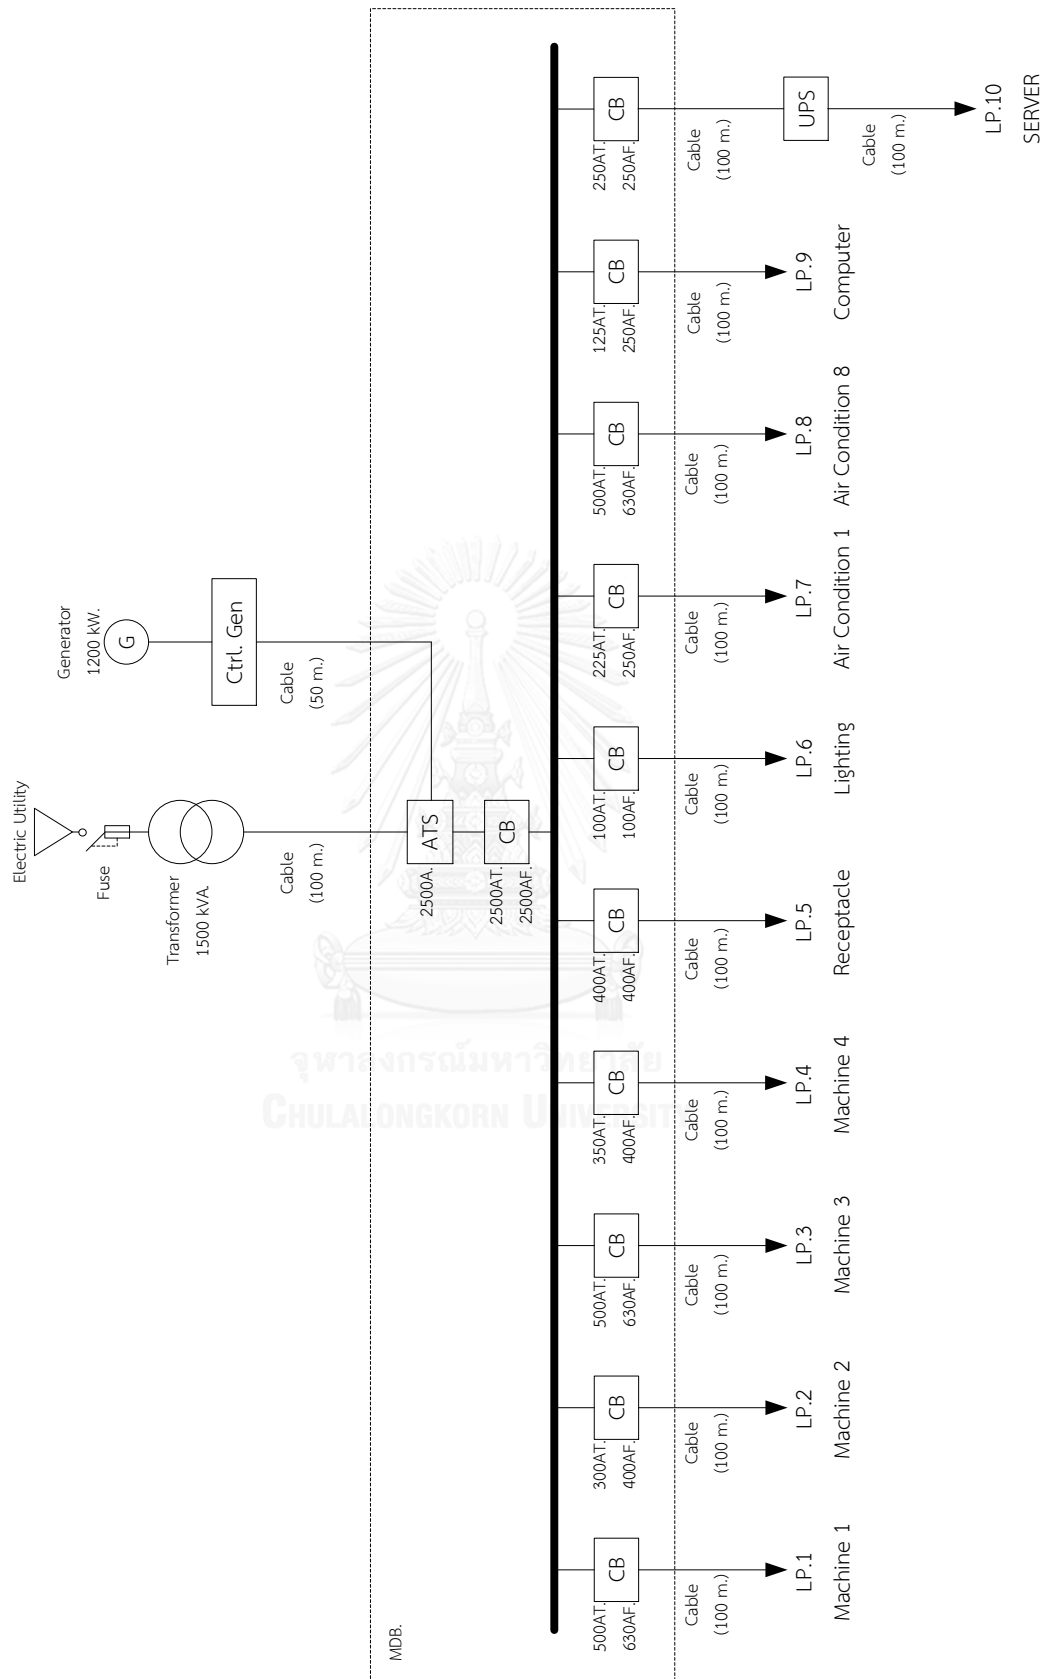 Electric Utility
Fuse
Transformer
1500 kVA.
Cable
(100 m.)
Generator
1200 kW.
G
Ctrl. Gen
Cable
(50 m.)
MDB.
2500A.
ATS
2500AT.
2500AF.
CB
500AT.
630AF.
CB
Cable
(100 m.)
LP.1
Machine 1
300AT.
400AF.
CB
Cable
(100 m.)
LP.2
Machine 2
500AT.
630AF.
CB
Cable
(100 m.)
LP.3
Machine 3
350AT.
400AF.
CB
Cable
(100 m.)
LP.4
Machine 4
400AT.
400AF.
CB
Cable
(100 m.)
LP.5
Receptacle
100AT.
100AF.
CB
Cable
(100 m.)
LP.6
Lighting
225AT.
250AF.
CB
Cable
(100 m.)
LP.7
Air Condition 1
500AT.
630AF.
CB
Cable
(100 m.)
LP.8
Air Condition 8
125AT.
250AF.
CB
Cable
(100 m.)
LP.9
Computer
250AT.
250AF.
CB
Cable
(100 m.)
UPS
Cable
(100 m.)
LP.10
SERVER
จุฬาลงกรณ์มหาวิทยาลัย
CHULALONGKORN UNIVERSITY